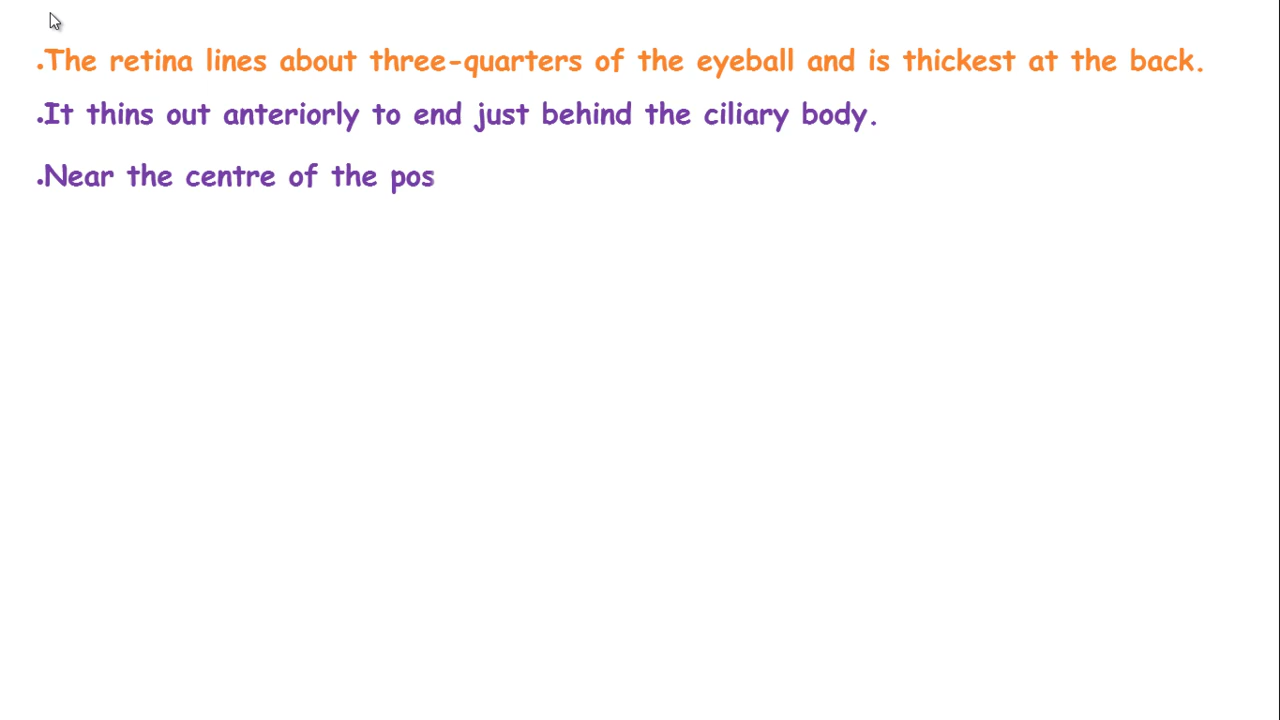 .The retina lines about three-quarters of the eyeball and is thickest at the back.
.It thins out anteriorly to end just behind the ciliary body.
.Near the centre of the pos